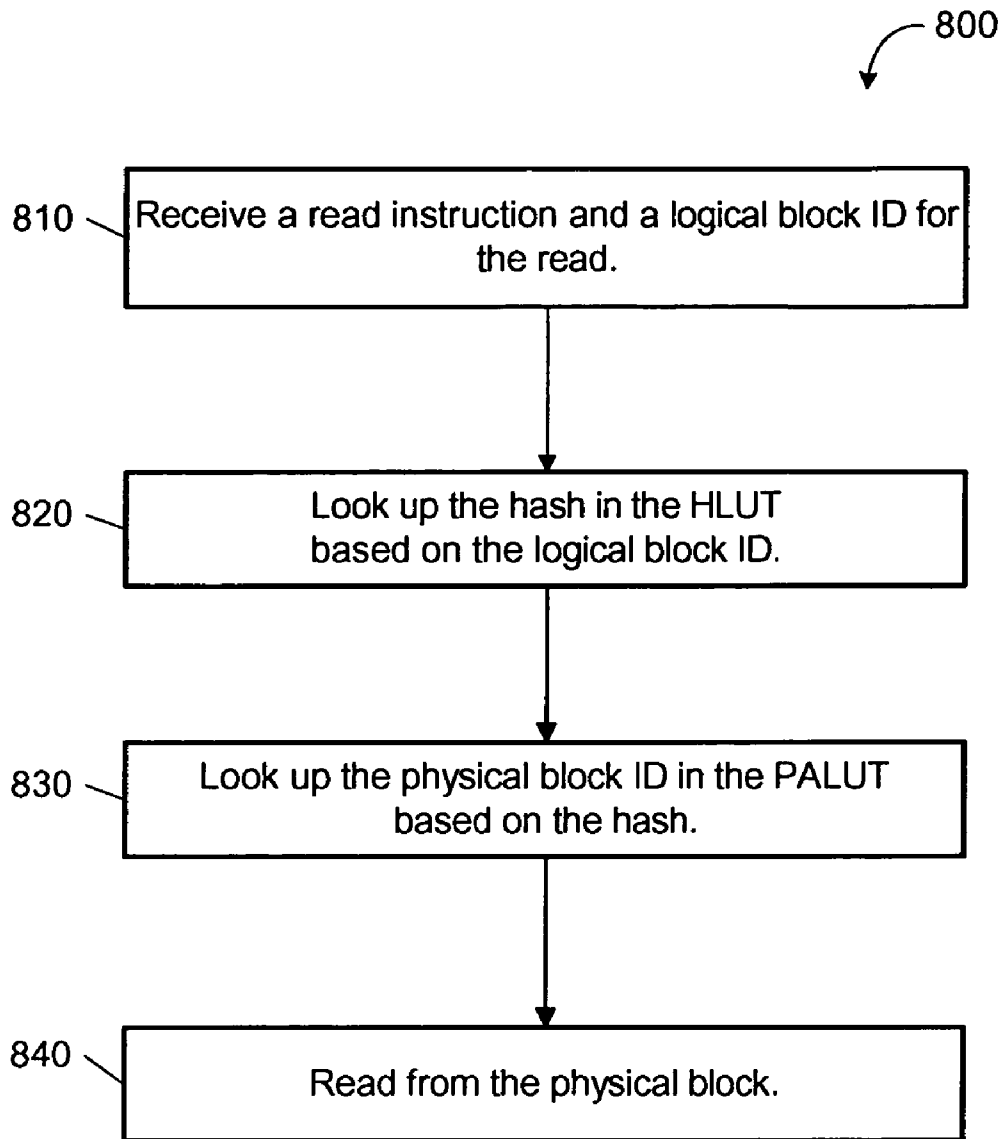 800
810
Receive a read instruction and a logical block ID for
the read.
820
Look up the hash in the HLUT
based on the logical block ID.
830
Look up the physical block ID in the PALUT
based on the hash.
840
Read from the physical block.